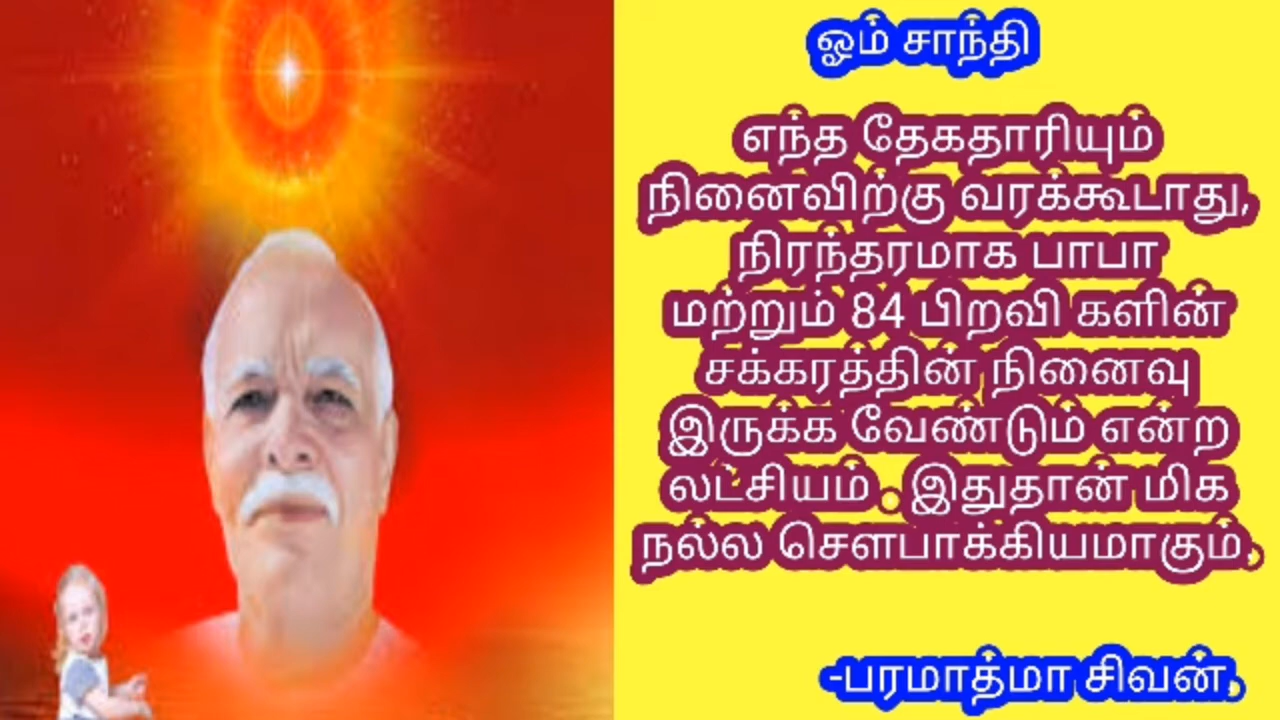 ஓம் சாந்தி
எந்த தேகதாரியும்
நினைவிற்கு வரக்கூடாது,
நிரந்தரமாக பாபா
மற்றும் 84 பிறவி களின்
சக்கரத்தின் நினைவு
இருக்க வேண்டும் என்ற
லட்சியம் . இதுதான் மிக
நல்ல சௌபாக்கியமாகும்.
-பரமாத்மா சிவன்.